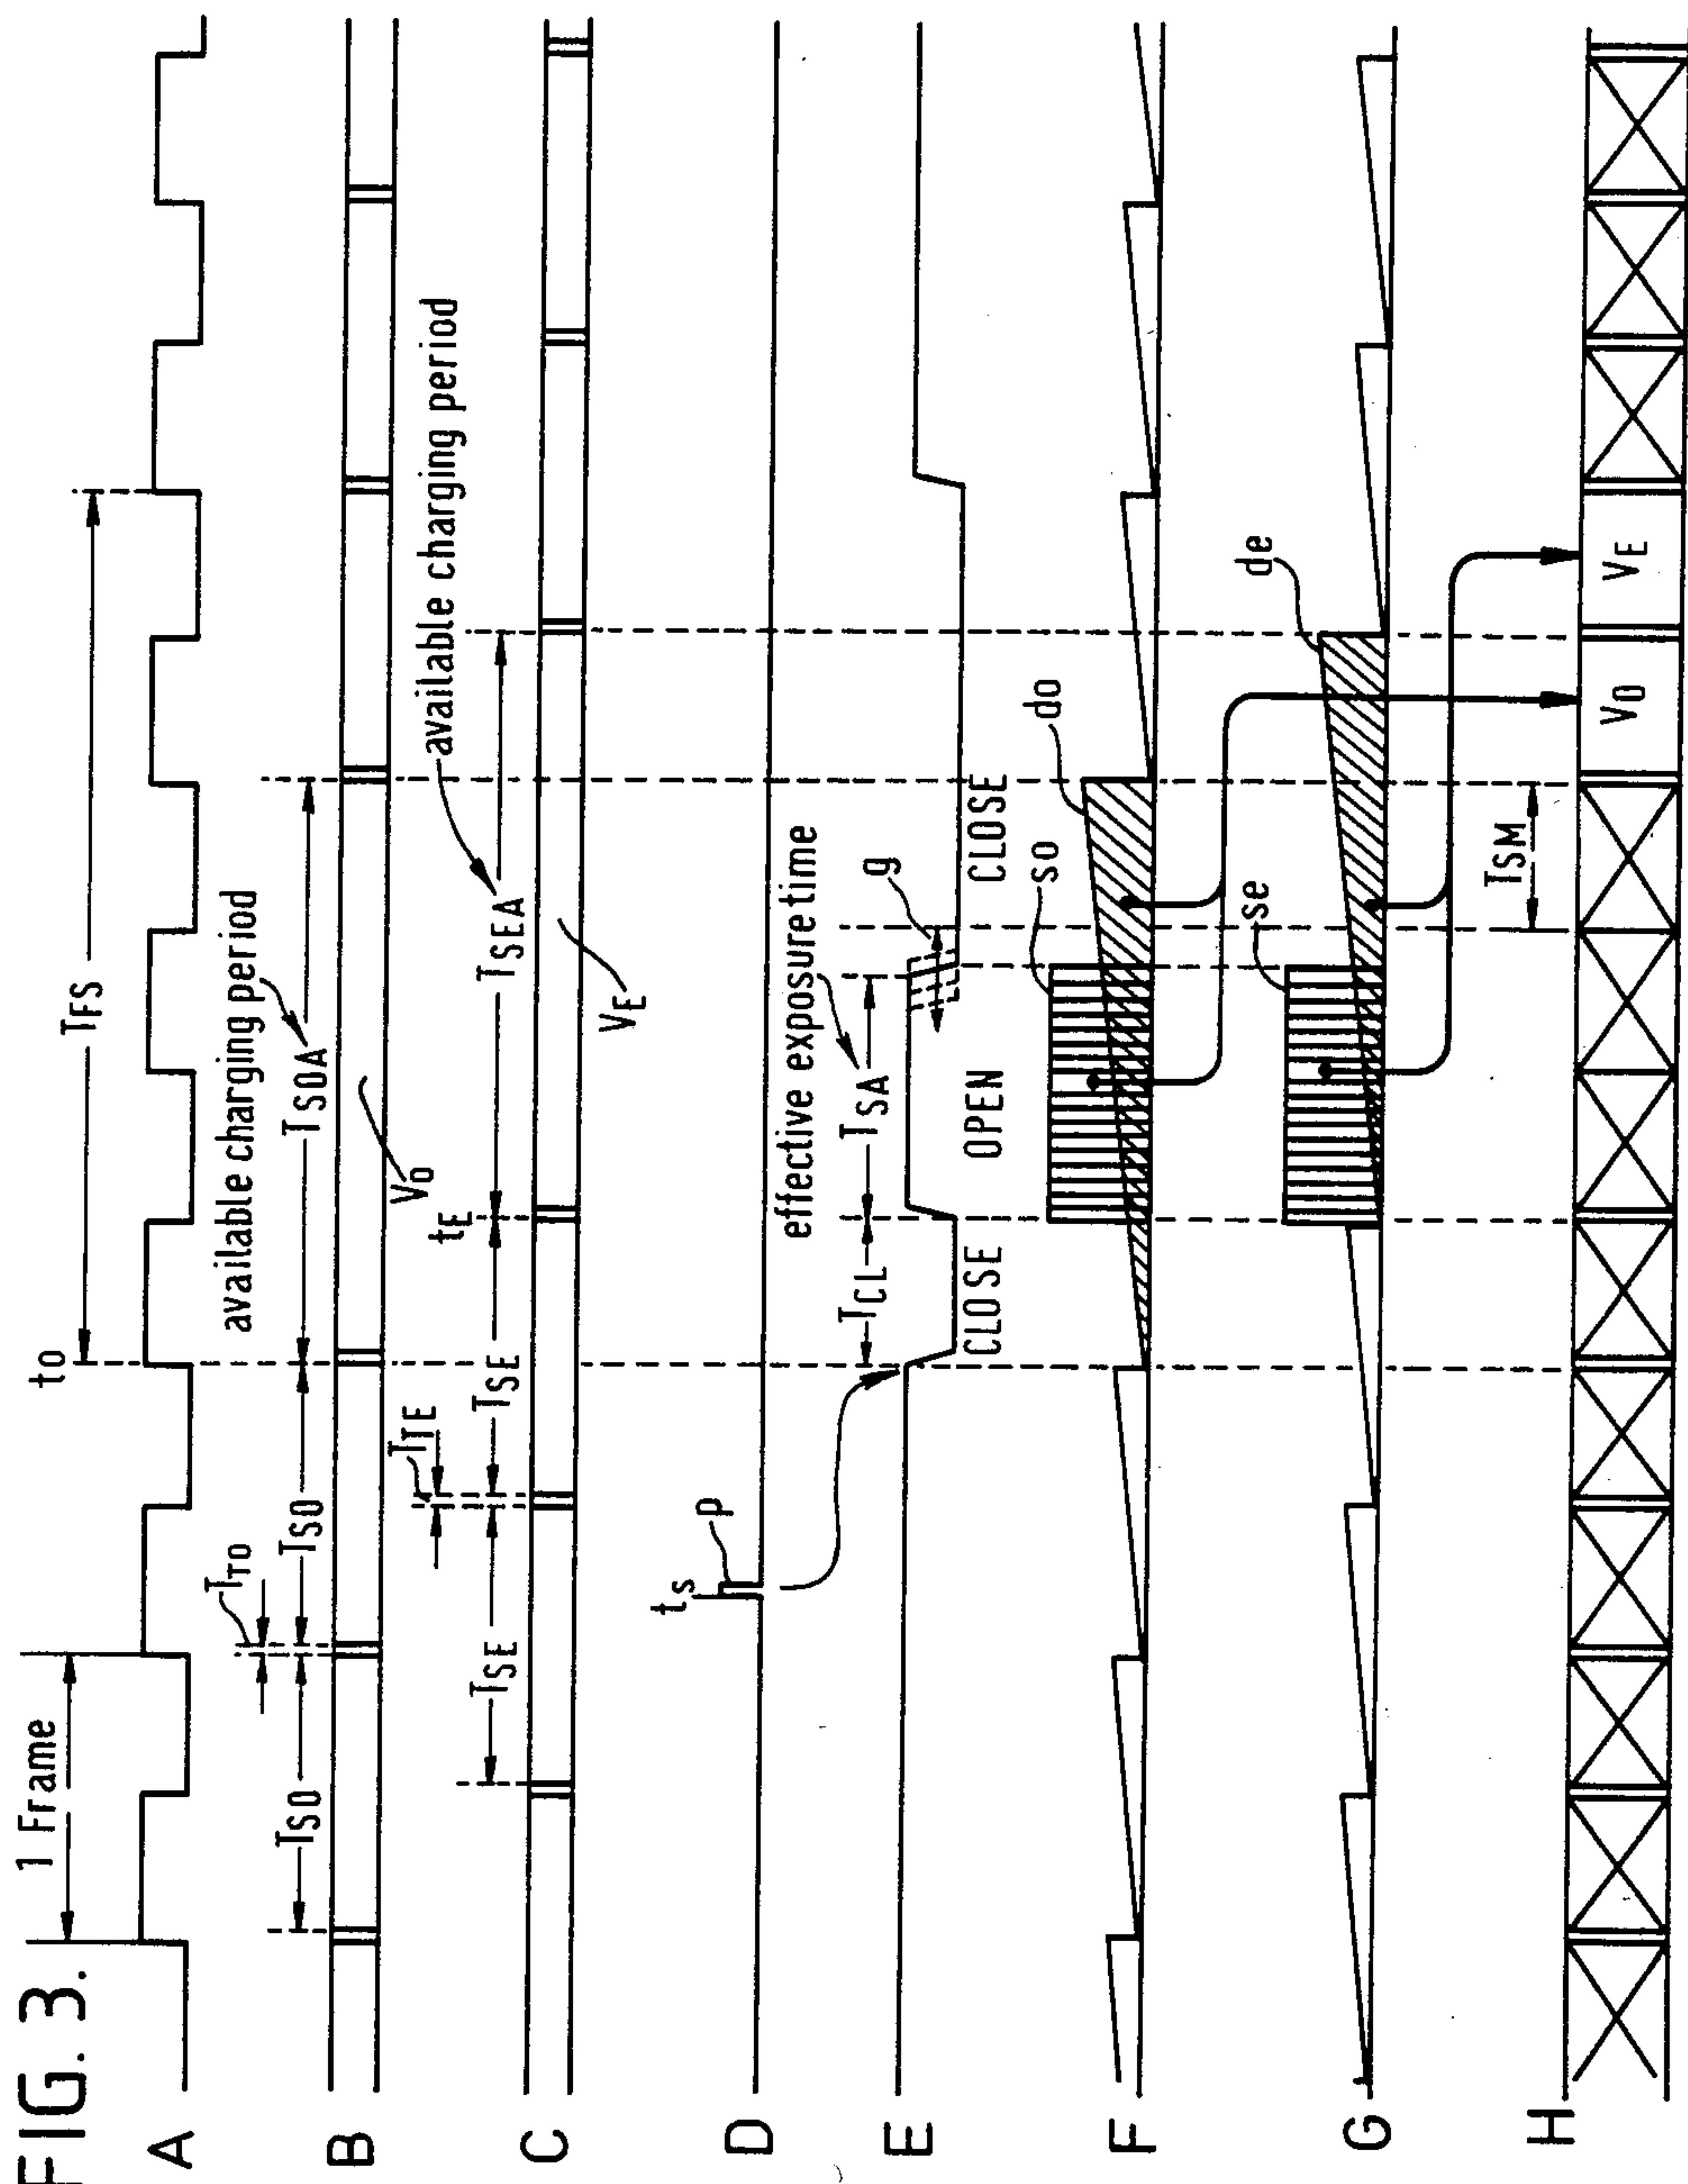 FIG. 3.
A
1 Frame
to
TFS
B
TSO
TTO
TSO
TSOA
available charging period
VO
C
TSE
TTE
TSE
tE
TSEA
available charging period
VE
D
tS
P
E
TCL
TSA
effective exposure time
g
CLOSE
OPEN
CLOSE
F
so
do
G
se
de
TSM
H
VO
VE